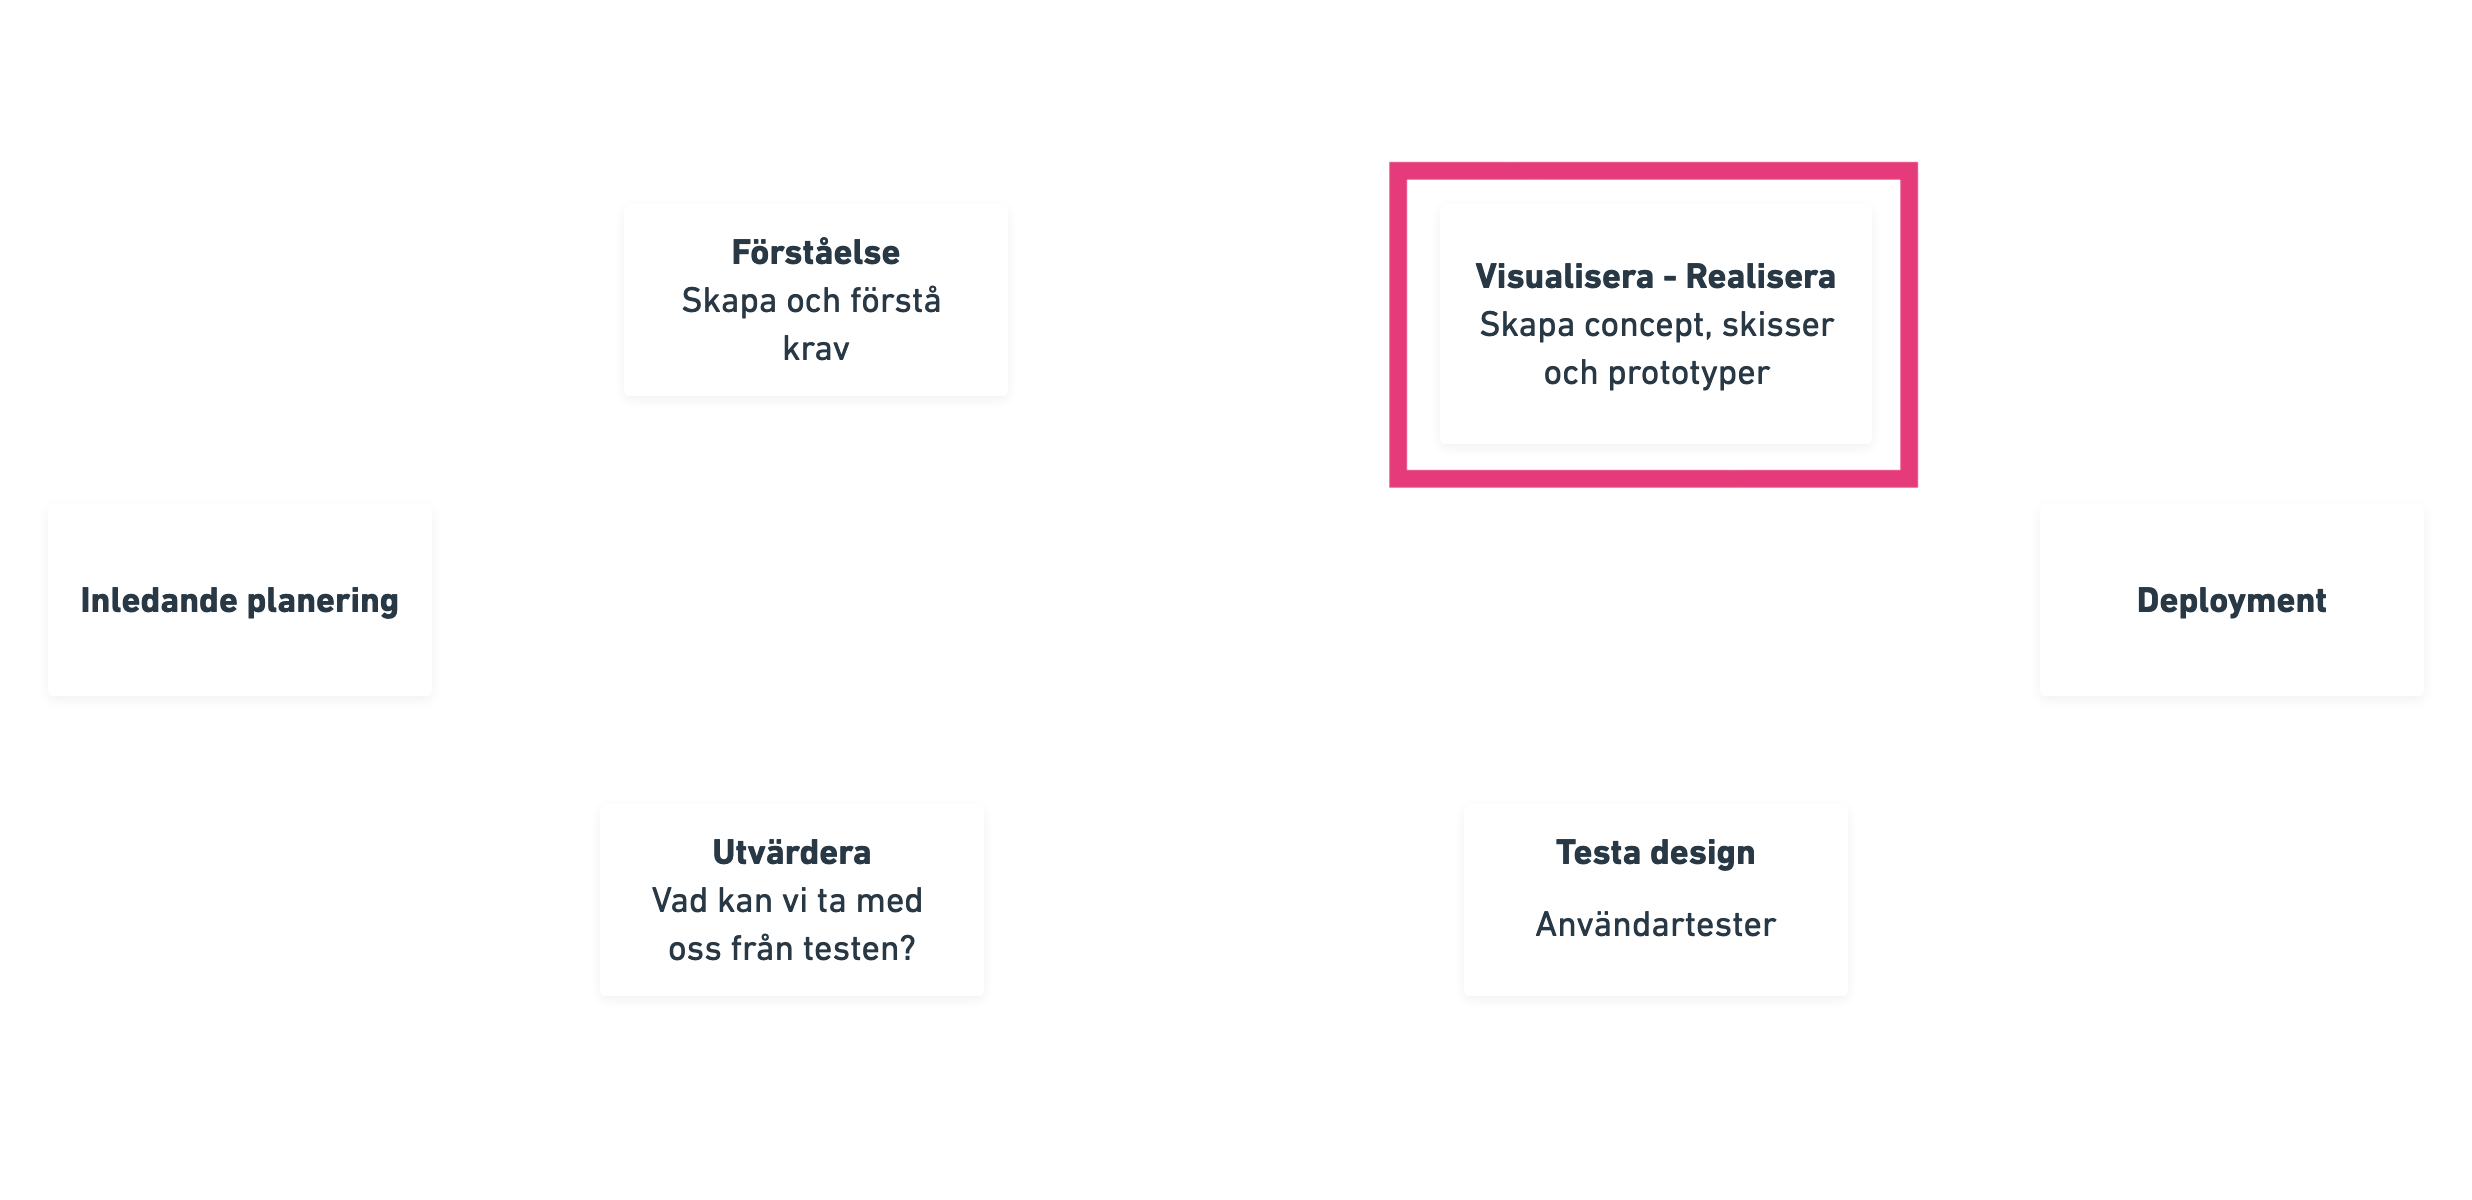 Förståelse
Skapa och förstå
krav
Visualisera - Realisera
Skapa concept, skisser
och prototyper
Inledande planering
Deployment
Utvärdera
Vad kan vi ta med
oss från testen?
Testa design
Användartester